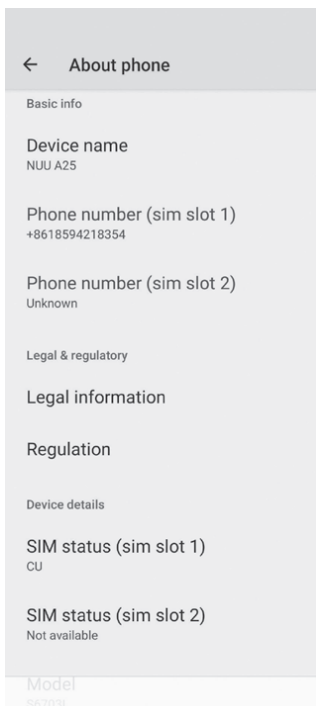 About phone
Basic info
Device name
NUU A25
Phone number (sim slot 1)
+8618594218354
Phone number (sim slot 2)
Unknown
Legal & regulatory
Legal information
Regulation
Device details
SIM status (sim slot 1)
CU
SIM status (sim slot 2)
Not available
Model